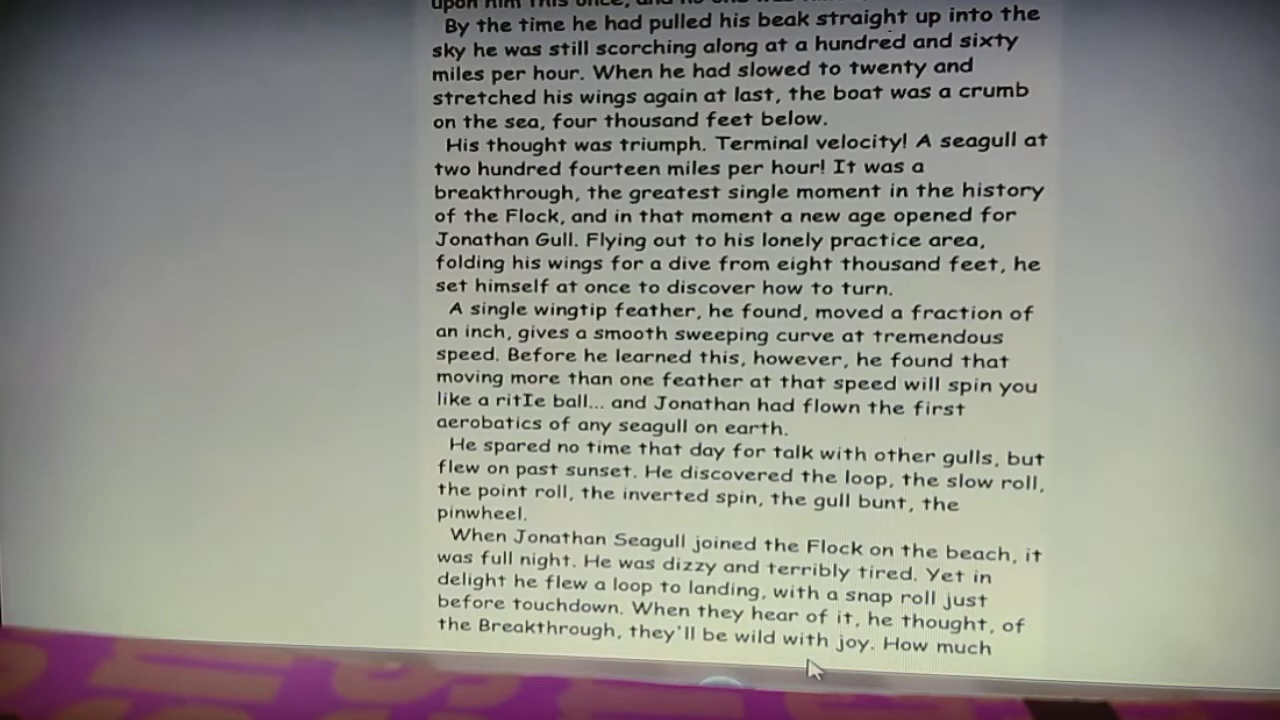 upon him this once, and no one was
By the time he had pulled his beak straight up into the
sky he was still scorching along at a hundred and sixty
miles per hour. When he had slowed to twenty and
stretched his wings again at last, the boat was a crumb
on the sea, four thousand feet below.
His thought was triumph. Terminal velocity! A seagull at
two hundred fourteen miles per hour! It was a
breakthrough, the greatest single moment in the history
of the Flock, and in that moment a new age opened for
Jonathan Gull. Flying out to his lonely practice area,
folding his wings for a dive from eight thousand feet, he
set himself at once to discover how to turn.
A single wingtip feather, he found, moved a fraction of
an inch, gives a smooth sweeping curve at tremendous
speed. Before he learned this, however, he found that
moving more than one feather at that speed will spin you
like a ritIe ball... and Jonathan had flown the first
aerobatics of any seagull on earth.
He spared no time that day for talk with other gulls, but
flew on past sunset. He discovered the loop, the slow roll,
the point roll, the inverted spin, the gull bunt, the
pinwheel.
When Jonathan Seagull joined the Flock on the beach, it
was full night. He was dizzy and terribly tired. Yet in
delight he flew a loop to landing, with a snap roll just
before touchdown. When they hear of it, he thought, of
the Breakthrough, they'll be wild with joy. How much